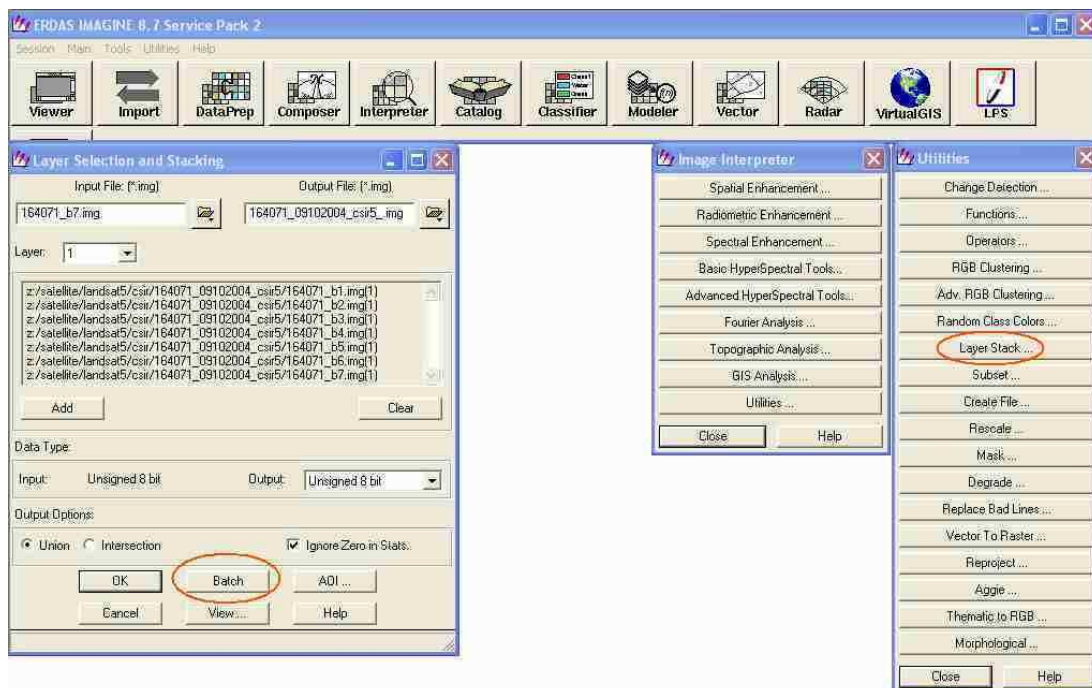 ERDAS IMAGINE 8.7 Service Pack 2
Session Main Tools Utilities Help
Viewer Import DataPrep Composer Interpreter Catalog Classifier Modeler Vector Radar VirtualGIS LPS
Layer Selection and Stacking
Input File: (*.img) Output File: (*.img)
164071_b7.img 164071_09102004_csir5_.img
Layer: 1
z:/satellite/landsat5/csir/164071_09102004_csir5/164071_b1.img(1)
z:/satellite/landsat5/csir/164071_09102004_csir5/164071_b2.img(1)
z:/satellite/landsat5/csir/164071_09102004_csir5/164071_b3.img(1)
z:/satellite/landsat5/csir/164071_09102004_csir5/164071_b4.img(1)
z:/satellite/landsat5/csir/164071_09102004_csir5/164071_b5.img(1)
z:/satellite/landsat5/csir/164071_09102004_csir5/164071_b6.img(1)
z:/satellite/landsat5/csir/164071_09102004_csir5/164071_b7.img(1)
Add Clear
Data Type:
Input: Unsigned 8 bit Output: Unsigned 8 bit
Output Options:
Union Intersection Ignore Zero in Stats.
OK Batch AOI ...
Cancel View ... Help
Image Interpreter
Spatial Enhancement ...
Radiometric Enhancement ...
Spectral Enhancement ...
Basic HyperSpectral Tools...
Advanced HyperSpectral Tools...
Fourier Analysis ...
Topographic Analysis ...
GIS Analysis ...
Utilities ...
Close Help
Utilities
Change Detection ...
Functions ...
Operators ...
RGB Clustering ...
Adv. RGB Clustering ...
Random Class Colors ...
Layer Stack ...
Subset ...
Create File ...
Rescale ...
Mask ...
Degrade ...
Replace Bad Lines ...
Vector To Raster ...
Reproject ...
Aggie ...
Thematic to RGB ...
Morphological ...
Close Help